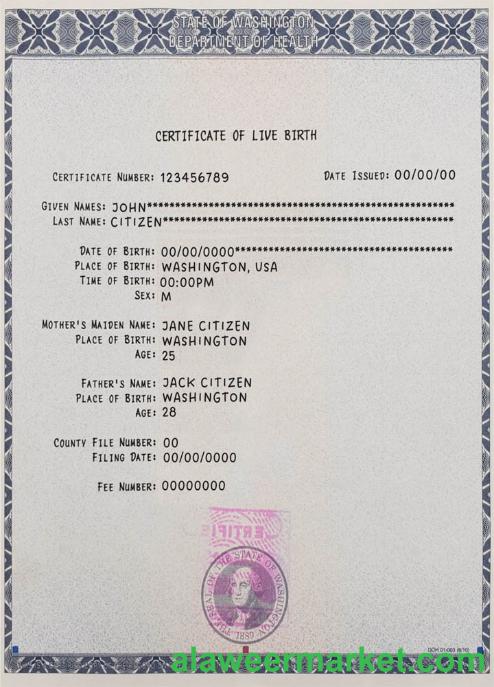 STATE OF WASHINGTON
DEPARTMENT OF HEALTH
CERTIFICATE OF LIVE BIRTH
CERTIFICATE NUMBER: 123456789 DATE ISSUED: 00/00/00
GIVEN NAMES: JOHN*************************************************
LAST NAME: CITIZEN***********************************************
DATE OF BIRTH: 00/00/0000***********************************
PLACE OF BIRTH: WASHINGTON, USA
TIME OF BIRTH: 00:00PM
SEX: M
MOTHER'S MAIDEN NAME: JANE CITIZEN
PLACE OF BIRTH: WASHINGTON
AGE: 25
FATHER'S NAME: JACK CITIZEN
PLACE OF BIRTH: WASHINGTON
AGE: 28
COUNTY FILE NUMBER: 00
FILING DATE: 00/00/0000
FEE NUMBER: 00000000
THE SEAL OF THE STATE OF WASHINGTON
1889
alaweermarket.com